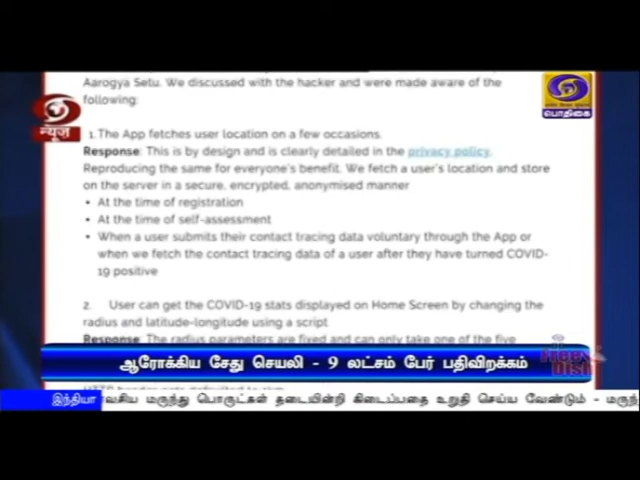 Aarogya Setu. We discussed with the hacker and were made aware of the
following:
1. The App fetches user location on a few occasions.
Response: This is by design and is clearly detailed in the privacy policy.
Reproducing the same for everyone's benefit. We fetch a user's location and store
on the server in a secure, encrypted, anonymised manner
• At the time of registration
• At the time of self-assessment
• When a user submits their contact tracing data voluntary through the App or
when we fetch the contact tracing data of a user after they have turned COVID-
19 positive
2. User can get the COVID-19 stats displayed on Home Screen by changing the
radius and latitude-longitude using a script
Response: The radius parameters are fixed and can only take one of the five
न्यूज़
பொதிகை
ஆரோக்கிய சேது செயலி - 9 லட்சம் பேர் பதிவிறக்கம்
Free
Dish
இந்தியா
மருந்து பொருட்கள் தடையின்றி கிடைப்பதை உறுதி செய்ய வேண்டும் -